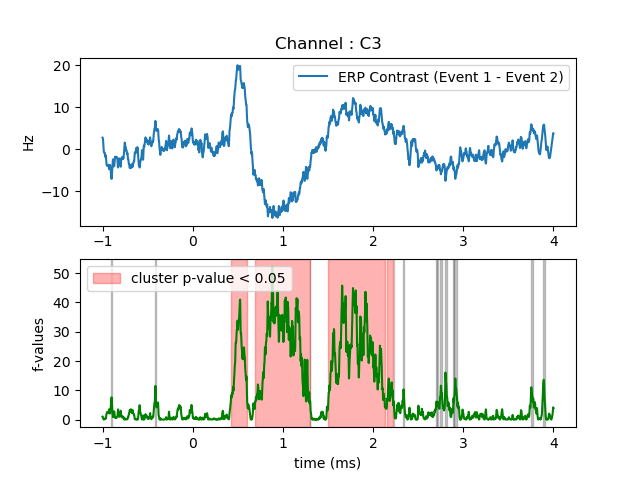 Channel : C3
20
10
0
−10
Hz
ERP Contrast (Event 1 - Event 2)
−1 0 1 2 3 4
50
40
30
20
10
0
f-values
cluster p-value < 0.05
−1 0 1 2 3 4
time (ms)